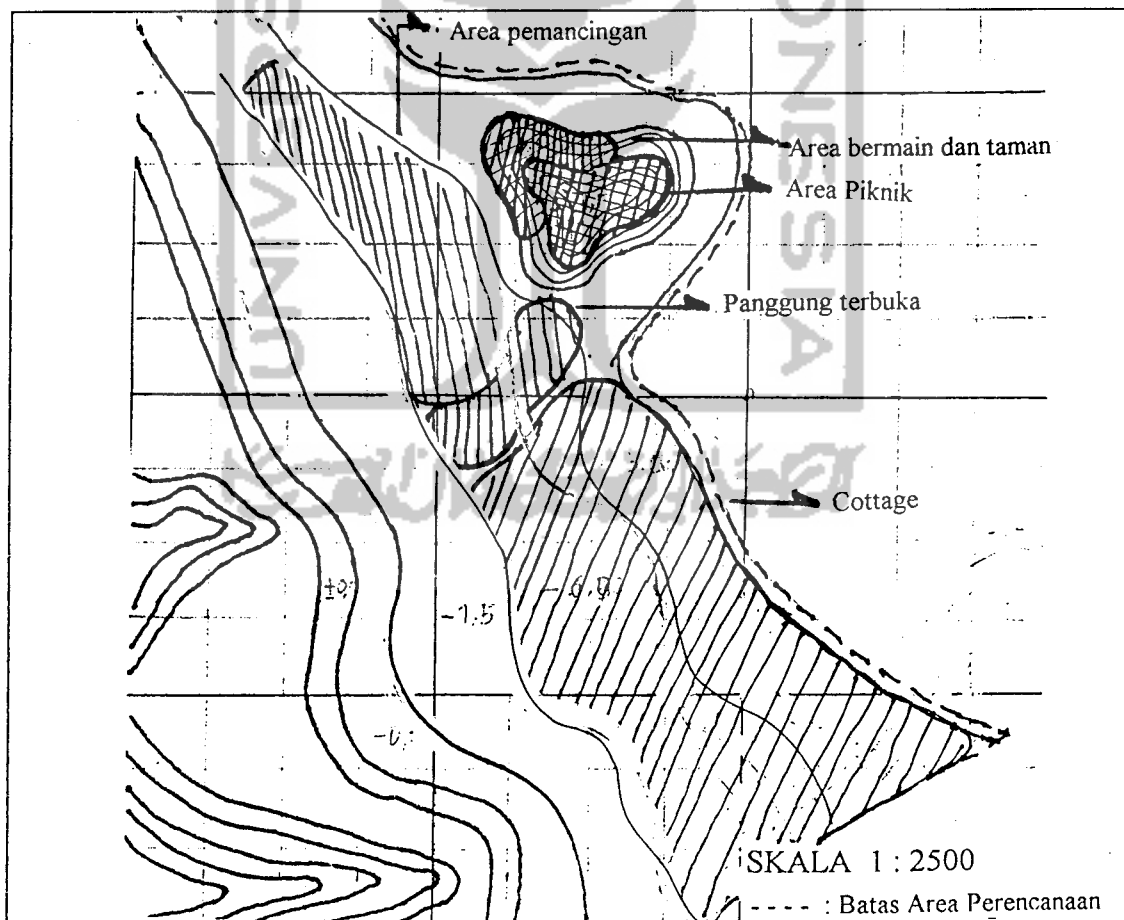 Area pemancingan
Area bermain dan taman
Area Piknik
Panggung terbuka
Cottage
-1.5
SKALA 1 : 2500
---- : Batas Area Perencanaan